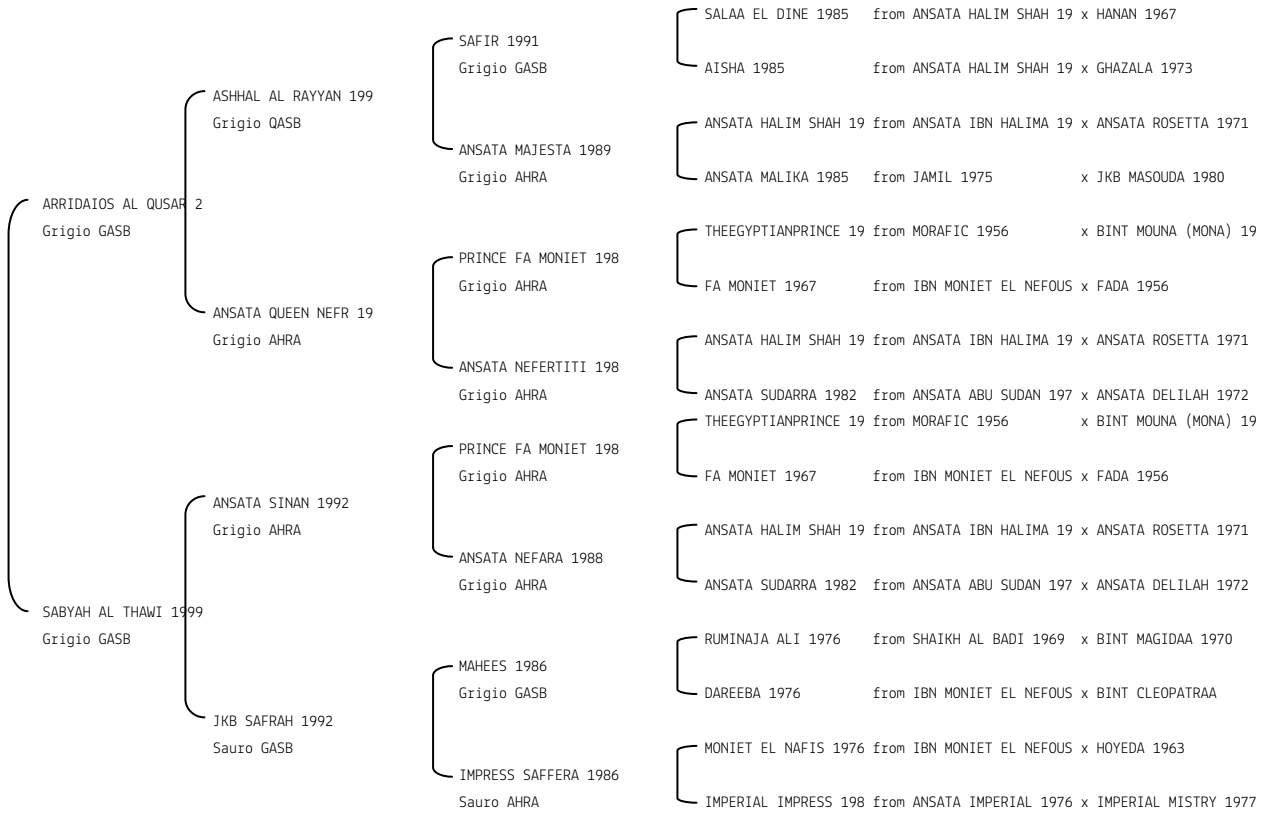 SALAA EL DINE 1985 from ANSATA HALIM SHAH 19 x HANAN 1967
SAFIR 1991
Grigio GASB
AISHA 1985 from ANSATA HALIM SHAH 19 x GHAZALA 1973
ASHHAL AL RAYYAN 199
Grigio QASB
ANSATA HALIM SHAH 19 from ANSATA IBN HALIMA 19 x ANSATA ROSETTA 1971
ANSATA MAJESTA 1989
Grigio AHRA
ANSATA MALIKA 1985 from JAMIL 1975 x JKB MASOUDA 1980
ARRIDAIOS AL QUSAR 2
Grigio GASB
THEEGYPTIANPRINCE 19 from MORAFIC 1956 x BINT MOUNA (MONA) 19
PRINCE FA MONIET 198
Grigio AHRA
FA MONIET 1967 from IBN MONIET EL NEFOUS x FADA 1956
ANSATA QUEEN NEFR 19
Grigio AHRA
ANSATA HALIM SHAH 19 from ANSATA IBN HALIMA 19 x ANSATA ROSETTA 1971
ANSATA NEFERTITI 198
Grigio AHRA
ANSATA SUDARRA 1982 from ANSATA ABU SUDAN 197 x ANSATA DELILAH 1972
THEEGYPTIANPRINCE 19 from MORAFIC 1956 x BINT MOUNA (MONA) 19
PRINCE FA MONIET 198
Grigio AHRA
FA MONIET 1967 from IBN MONIET EL NEFOUS x FADA 1956
ANSATA SINAN 1992
Grigio AHRA
ANSATA HALIM SHAH 19 from ANSATA IBN HALIMA 19 x ANSATA ROSETTA 1971
ANSATA NEFARA 1988
Grigio AHRA
ANSATA SUDARRA 1982 from ANSATA ABU SUDAN 197 x ANSATA DELILAH 1972
SABYAH AL THAWI 1999
Grigio GASB
RUMINAJA ALI 1976 from SHAIKH AL BADI 1969 x BINT MAGIDAA 1970
MAHEES 1986
Grigio GASB
DAREEBA 1976 from IBN MONIET EL NEFOUS x BINT CLEOPATRAA
JKB SAFRAH 1992
Sauro GASB
MONIET EL NAFIS 1976 from IBN MONIET EL NEFOUS x HOYEDA 1963
IMPRESS SAFFERA 1986
Sauro AHRA
IMPERIAL IMPRESS 198 from ANSATA IMPERIAL 1976 x IMPERIAL MISTRY 1977